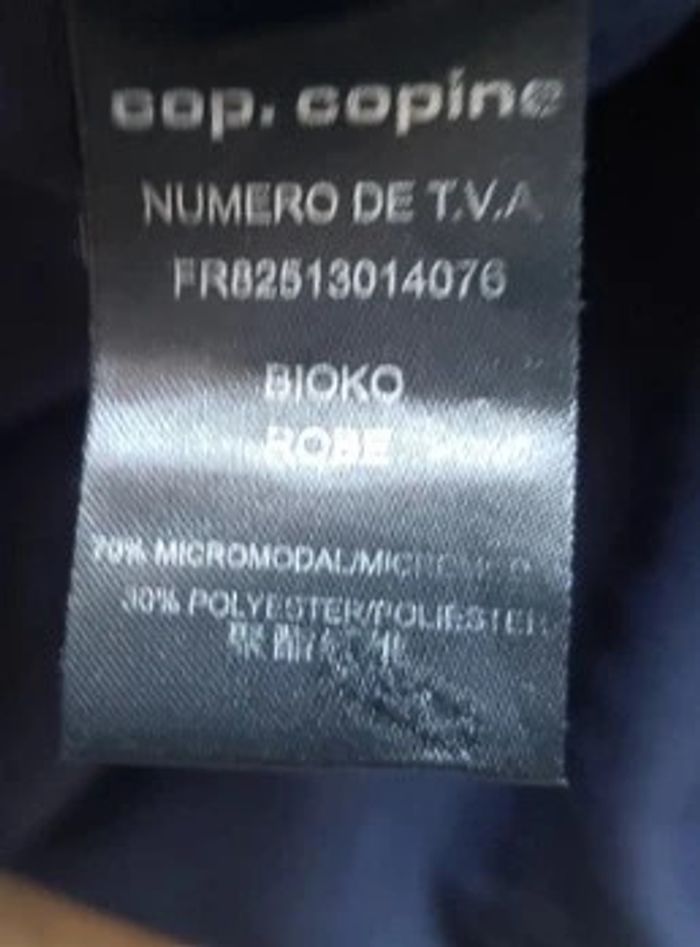 cop. copine
NUMERO DE T.V.A
FR82513014076
BIOKO
ROBE
70% MICROMODAL/
30% POLYESTER/POLIESTER